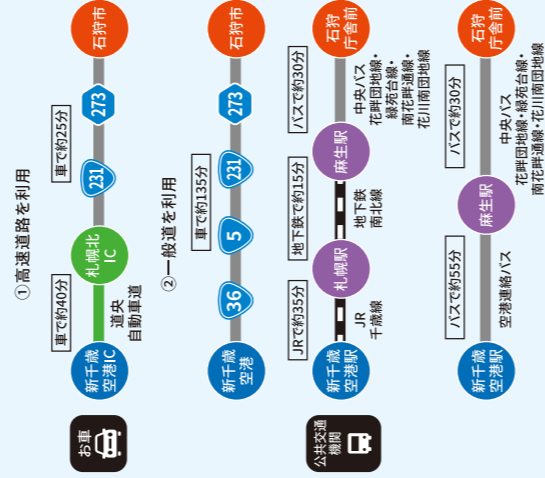 お車
①高速道路を利用
新千歳
空港IC
車で約40分
道央
自動車道
札幌北
IC
車で約25分
231
273
石狩市
②一般道を利用
新千歳
空港
車で約135分
36
5
231
273
石狩市
公共交通
機関
新千歳
空港駅
JRで約35分
JR
千歳線
札幌駅
地下鉄で約15分
地下鉄
南北線
麻生駅
バスで約30分
中央バス
花畔団地線・
緑苑台線・
南花畔通線・
花川南団地線
石狩
庁舎前
新千歳
空港駅
バスで約55分
空港連絡バス
麻生駅
バスで約30分
中央バス
花畔団地線・緑苑台線・
南花畔通線・花川南団地線
石狩
庁舎前